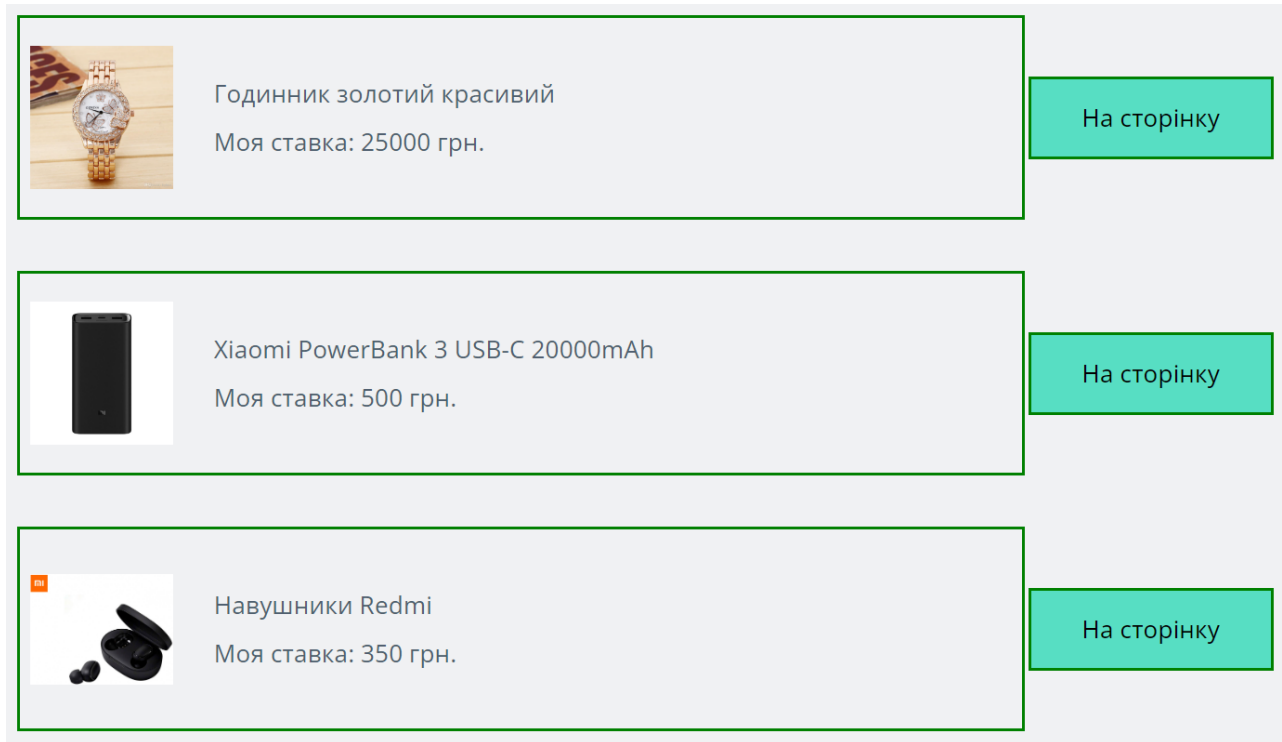 Годинник золотий красивий
Моя ставка: 25000 грн.
На сторінку
Xiaomi PowerBank 3 USB-C 20000mAh
Моя ставка: 500 грн.
На сторінку
mi
Навушники Redmi
Моя ставка: 350 грн.
На сторінку